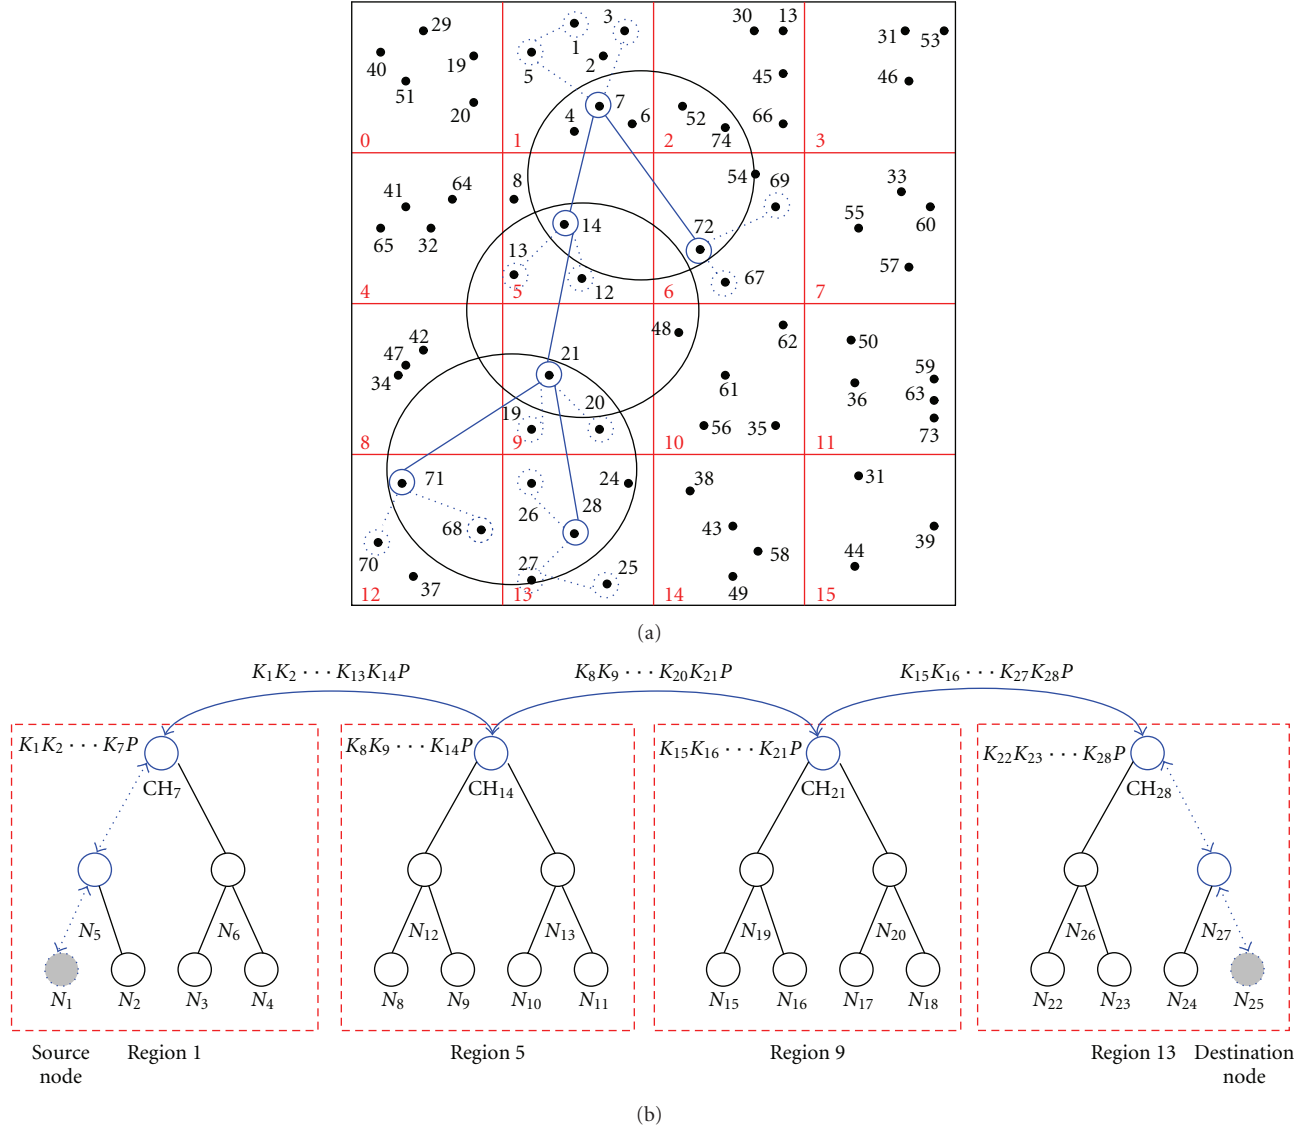 29 1 3 30 13 31 53
40 19 5 2 45 46
51 20 7 4 6 52 74 66
0 1 2 3
41 64 8 54 69 33
65 32 14 72 55 60
13 12 67 57
4 5 6 7
42 48 62 50
47 34 21 61 59 36 63
19 20 56 35 73
8 9 10 11
71 24 38 31
26 28 43 39
68 58 44
70 37 27 25 49
12 13 14 15
(a)
K1K2 · · · K13K14P K8K9 · · · K20K21P K15K16 · · · K27K28P
K1K2 · · · K7P K8K9 · · · K14P K15K16 · · · K21P K22K23 · · · K28P
CH7 CH14 CH21 CH28
N5 N6 N12 N13 N19 N20 N26 N27
N1 N2 N3 N4 N8 N9 N10 N11 N15 N16 N17 N18 N22 N23 N24 N25
Source node Region 1 Region 5 Region 9 Region 13 Destination node
(b)